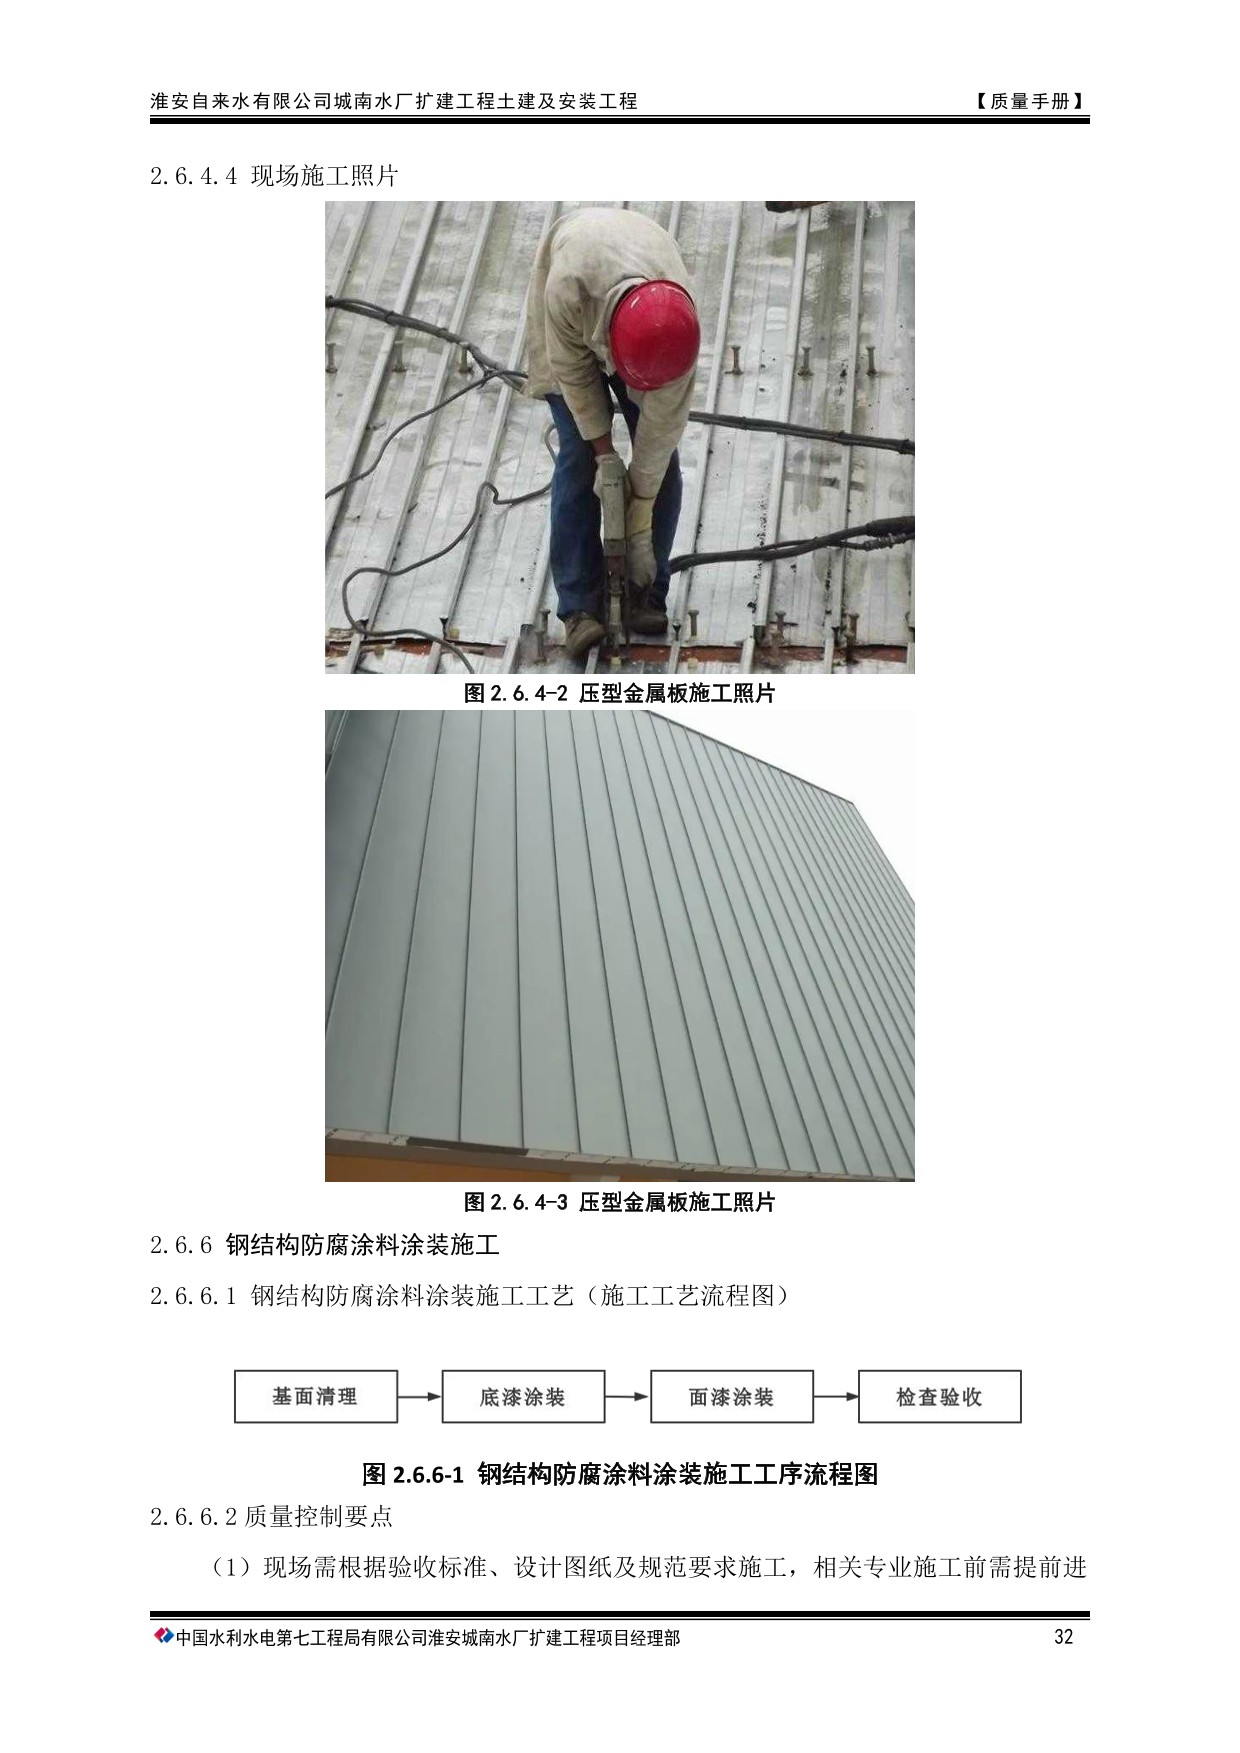 淮安自来水有限公司城南水厂扩建工程土建及安装工程 【质量手册】
2.6.4.4 现场施工照片
图 2.6.4-2 压型金属板施工照片
图 2.6.4-3 压型金属板施工照片
2.6.6 钢结构防腐涂料涂装施工
2.6.6.1 钢结构防腐涂料涂装施工工艺（施工工艺流程图）
基面清理 底漆涂装 面漆涂装 检查验收
图 2.6.6-1 钢结构防腐涂料涂装施工工序流程图
2.6.6.2 质量控制要点
（1）现场需根据验收标准、设计图纸及规范要求施工，相关专业施工前需提前进
中国水利水电第七工程局有限公司淮安城南水厂扩建工程项目经理部 32